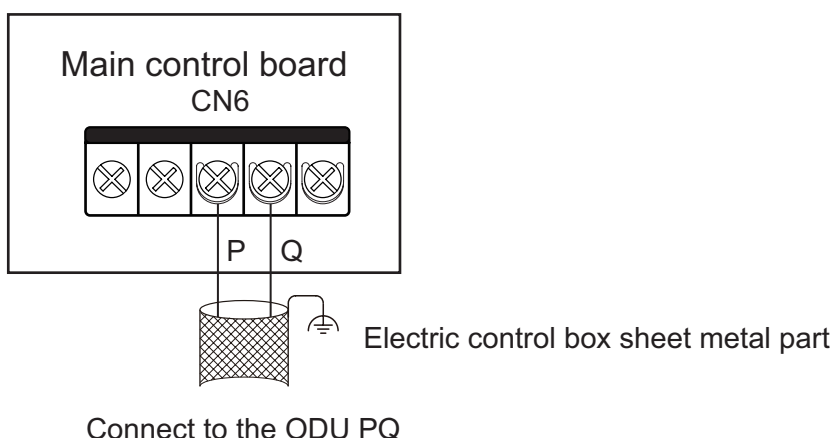 Main control board
CN6
P Q
Electric control box sheet metal part
Connect to the ODU PQ